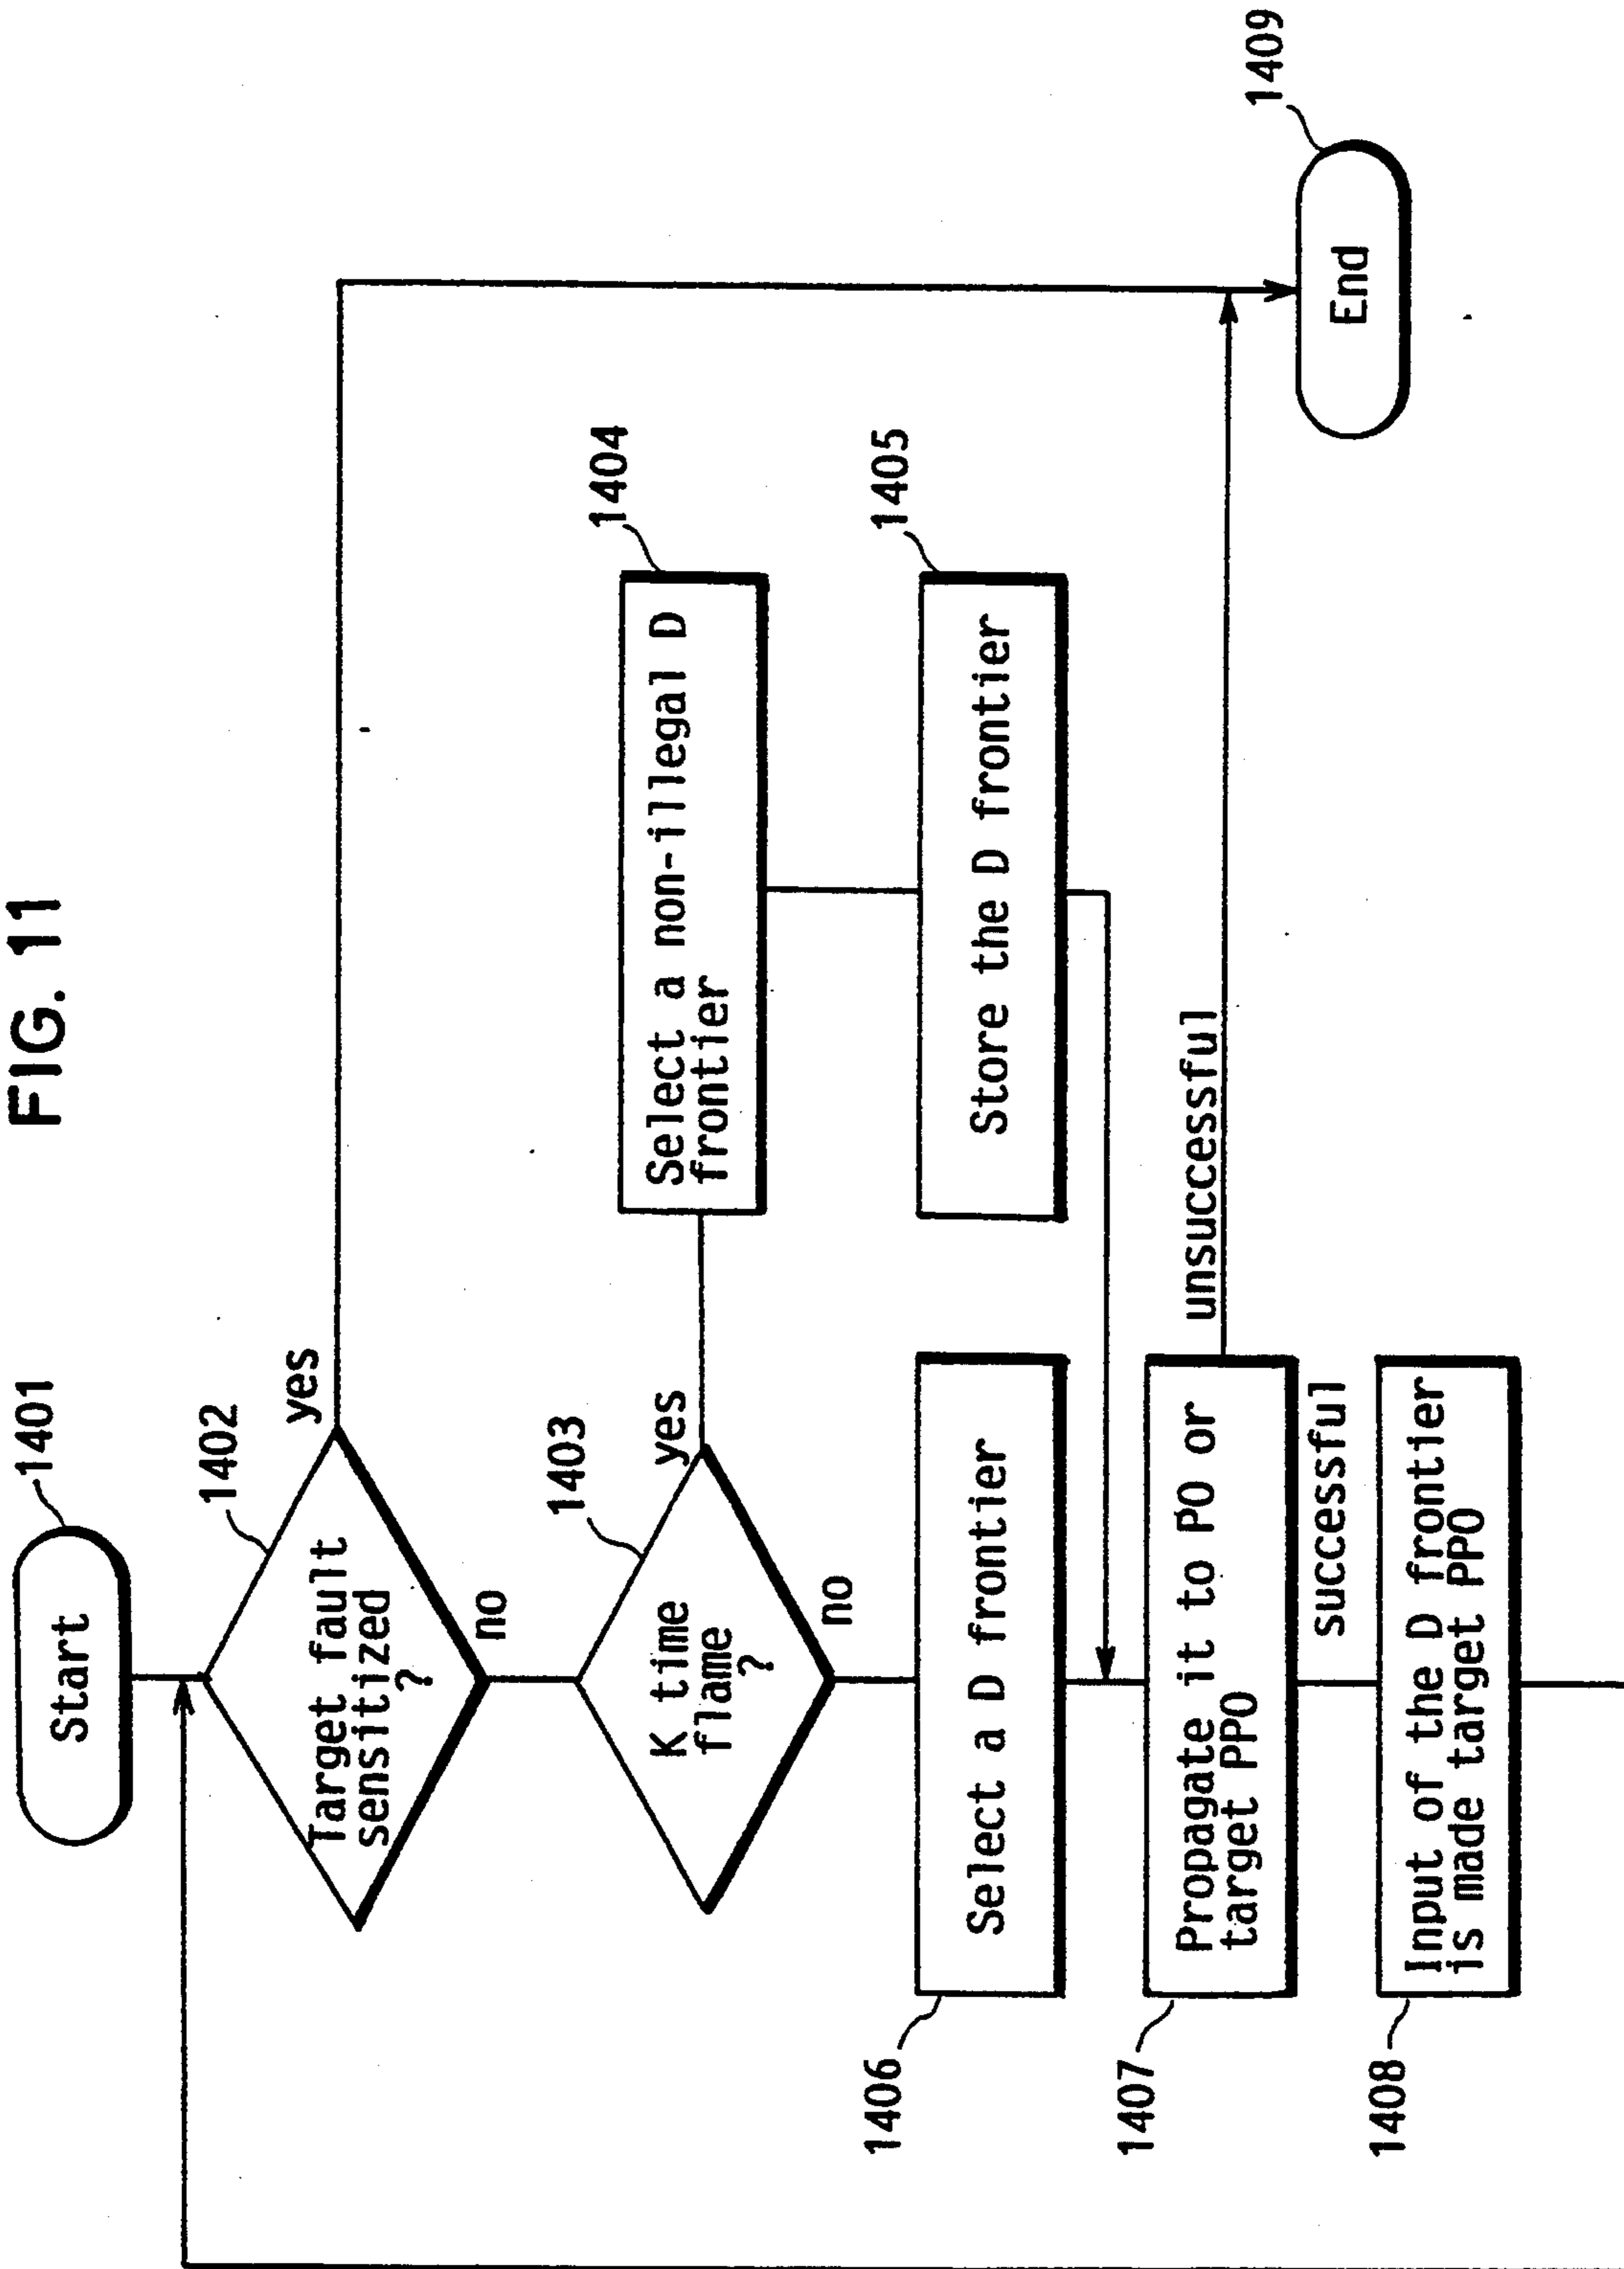 FIG. 11
Start
1401
Target fault
sensitized
?
1402
yes
no
K time
flame
?
1403
yes
no
Select a non-illegal D
frontier
1404
Store the D frontier
1405
Select a D frontier
1406
Propagate it to PO or
target PPO
1407
unsuccessful
successful
Input of the D frontier
is made target PPO
1408
End
1409